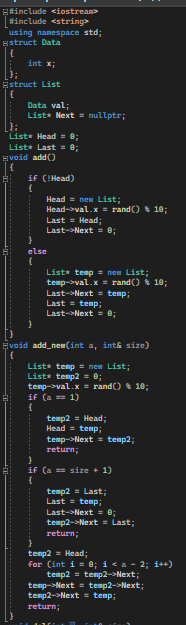 #include <iostream>
#include <string>
using namespace std;
struct Data
{
int x;
};
struct List
{
Data val;
List* Next = nullptr;
};
List* Head = 0;
List* Last = 0;
void add()
{
if (!Head)
{
Head = new List;
Head->val.x = rand() % 10;
Last = Head;
Last->Next = 0;
}
else
{
List* temp = new List;
temp->val.x = rand() % 10;
Last->Next = temp;
Last = temp;
Last->Next = 0;
}
}
void add_new(int a, int& size)
{
List* temp = new List;
List* temp2 = 0;
temp->val.x = rand() % 10;
if (a == 1)
{
temp2 = Head;
Head = temp;
temp->Next = temp2;
return;
}
if (a == size + 1)
{
temp2 = Last;
Last = temp;
Last->Next = 0;
temp2->Next = Last;
return;
}
temp2 = Head;
for (int i = 0; i < a - 2; i++)
temp2 = temp2->Next;
temp->Next = temp2->Next;
temp2->Next = temp;
return;
}